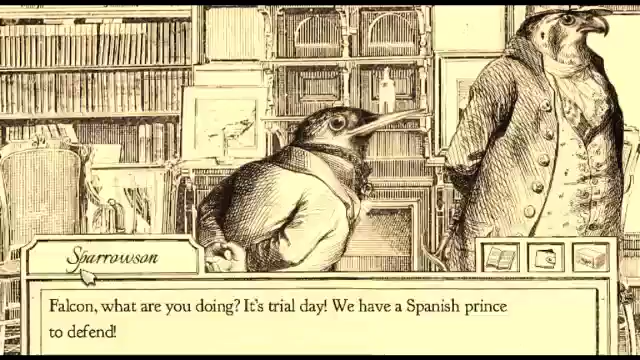 Sparrowson
Falcon, what are you doing? It's trial day! We have a Spanish prince
to defend!